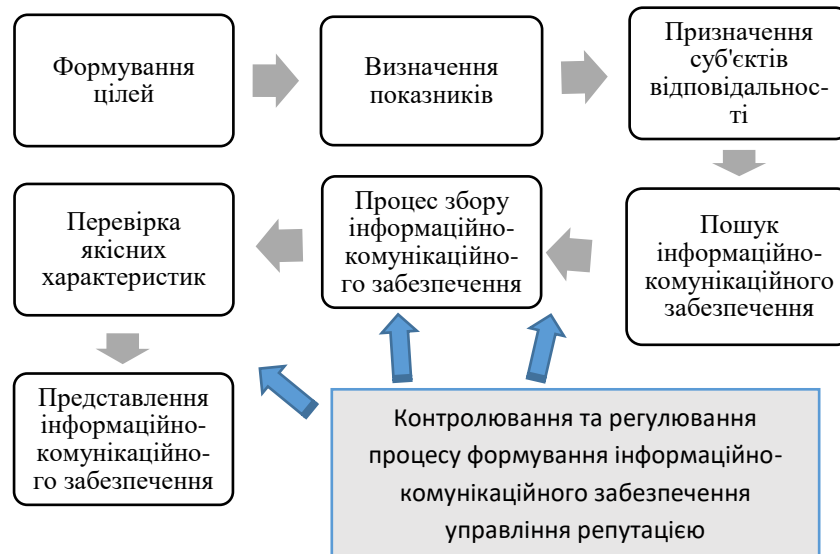 Формування
цілей
Визначення
показників
Призначення
суб'єктів
відповідальнос-
ті
Пошук
інформаційно-
комунікаційного
забезпечення
Процес збору
інформаційно-
комунікаційно-
го забезпечення
Перевірка
якісних
характеристик
Представлення
інформаційно-
комунікаційно-
го забезпечення
Контролювання та регулювання
процесу формування інформаційно-
комунікаційного забезпечення
управління репутацією